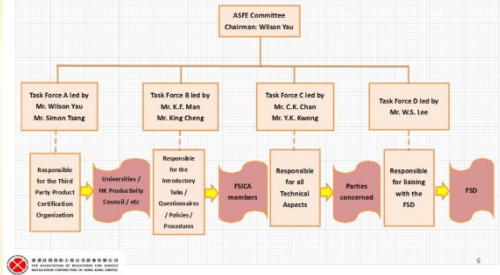 ASFE Committee
Chairman: Wilson Yau
Task Force A led by
Mr. Wilson Yau
Mr. Simon Tsang
Task Force B led by
Mr. K.F. Man
Mr. King Cheng
Task Force C led by
Mr. C.K. Chan
Mr. Y.K. Kwong
Task Force D led by
Mr. W.S. Lee
Responsible
for the Third
Party Product
Certification
Organization
Universities /
HK Productivity
Council / etc
Responsible
for the
Introductory
Talks /
Questionnaires
/ Policies /
Procedures
FSICA
members
Responsible
for all
Technical
Aspects
Parties
concerned
Responsible
for liaising
with the
FSD
FSD
THE ASSOCIATION OF REGISTERED FIRE SERVICE
INSTALLATION CONTRACTORS OF HONG KONG LIMITED
6